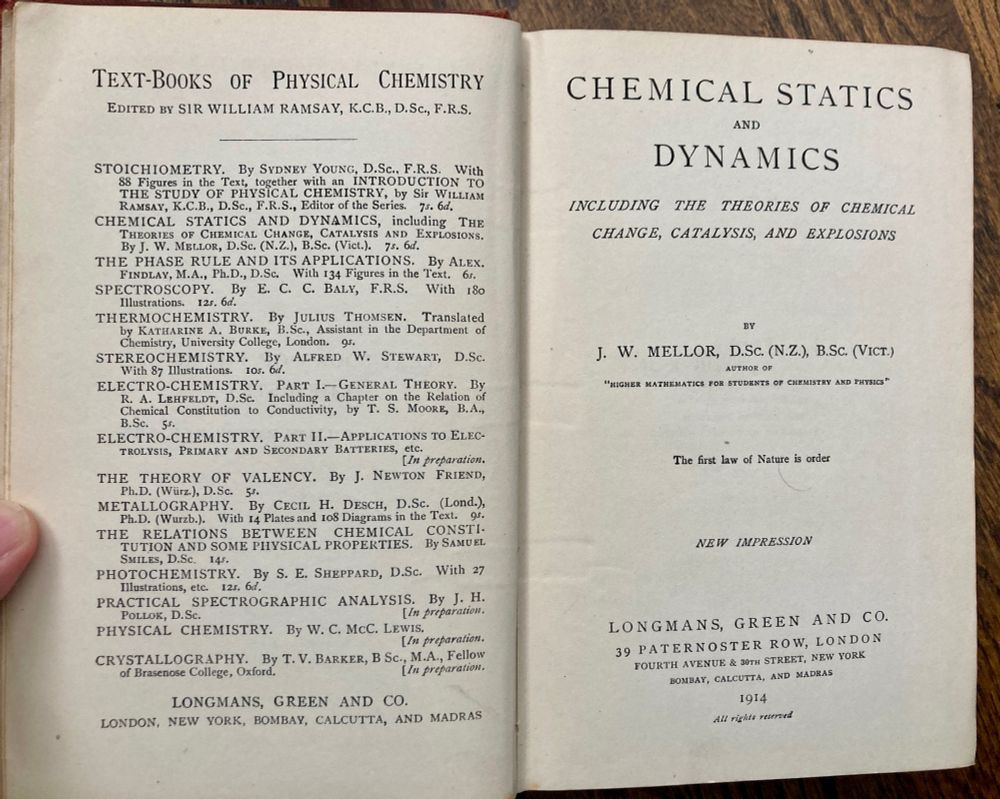 TEXT-BOOKS OF PHYSICAL CHEMISTRY
EDITED BY SIR WILLIAM RAMSAY, K.C.B., D.Sc., F.R.S.
STOICHIOMETRY. By SYDNEY YOUNG, D.Sc., F.R.S. With
88 Figures in the Text, together with an INTRODUCTION TO
THE STUDY OF PHYSICAL CHEMISTRY, by Sir WILLIAM
RAMSAY, K.C.B., D.Sc., F.R.S., Editor of the Series. 7s. 6d.
CHEMICAL STATICS AND DYNAMICS, including THE
THEORIES OF CHEMICAL CHANGE, CATALYSIS AND EXPLOSIONS.
By J. W. MELLOR, D.Sc. (N.Z.), B.Sc. (Vict.). 7s. 6d.
THE PHASE RULE AND ITS APPLICATIONS. By ALEX.
FINDLAY, M.A., Ph.D., D.Sc. With 134 Figures in the Text. 6s.
SPECTROSCOPY. By E. C. C. BALY, F.R.S. With 180
Illustrations. 12s. 6d.
THERMOCHEMISTRY. By JULIUS THOMSEN. Translated
by KATHARINE A. BURKE, B.Sc., Assistant in the Department of
Chemistry, University College, London. 9s.
STEREOCHEMISTRY. By ALFRED W. STEWART, D.Sc.
With 87 Illustrations. 10s. 6d.
ELECTRO-CHEMISTRY. PART I.—GENERAL THEORY. By
R. A. LEHFELDT, D.Sc. Including a Chapter on the Relation of
Chemical Constitution to Conductivity, by T. S. MOORE, B.A.,
B.Sc. 5s.
ELECTRO-CHEMISTRY. PART II.—APPLICATIONS TO ELEC-
TROLYSIS, PRIMARY AND SECONDARY BATTERIES, etc.
[In preparation.
THE THEORY OF VALENCY. By J. NEWTON FRIEND,
Ph.D. (Würz.), D.Sc. 5s.
METALLOGRAPHY. By CECIL H. DESCH, D.Sc. (Lond.),
Ph.D. (Wurzb.). With 14 Plates and 108 Diagrams in the Text. 9s.
THE RELATIONS BETWEEN CHEMICAL CONSTI-
TUTION AND SOME PHYSICAL PROPERTIES. By SAMUEL
SMILES, D.Sc. 14s.
PHOTOCHEMISTRY. By S. E. SHEPPARD, D.Sc. With 27
Illustrations, etc. 12s. 6d.
PRACTICAL SPECTROGRAPHIC ANALYSIS. By J. H.
POLLOK, D.Sc. [In preparation.
PHYSICAL CHEMISTRY. By W. C. McC. LEWIS.
[In preparation.
CRYSTALLOGRAPHY. By T. V. BARKER, B Sc., M.A., Fellow
of Brasenose College, Oxford. [In preparation.
LONGMANS, GREEN AND CO.
LONDON, NEW YORK, BOMBAY, CALCUTTA, AND MADRAS
CHEMICAL STATICS
AND
DYNAMICS
INCLUDING THE THEORIES OF CHEMICAL
CHANGE, CATALYSIS, AND EXPLOSIONS
BY
J. W. MELLOR, D.Sc. (N.Z.), B.Sc. (VICT.)
AUTHOR OF
"HIGHER MATHEMATICS FOR STUDENTS OF CHEMISTRY AND PHYSICS"
The first law of Nature is order
NEW IMPRESSION
LONGMANS, GREEN AND CO.
39 PATERNOSTER ROW, LONDON
FOURTH AVENUE & 30TH STREET, NEW YORK
BOMBAY, CALCUTTA, AND MADRAS
1914
All rights reserved